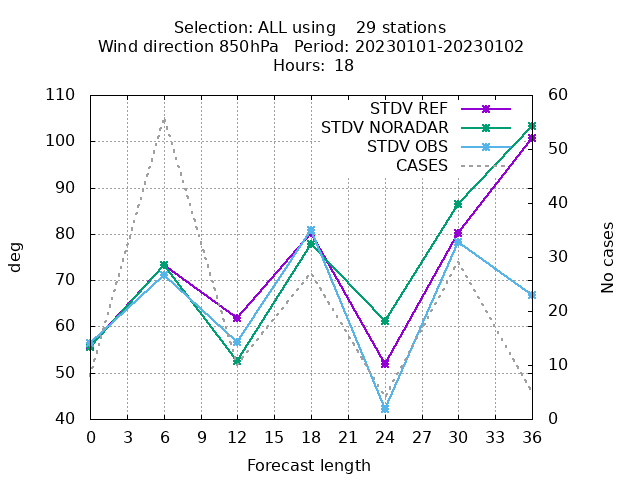 Selection: ALL using    29 stations
Wind direction 850hPa   Period: 20230101-20230102
Hours:  18
STDV REF
STDV NORADAR
STDV OBS
CASES
110
100
90
80
70
60
50
40
deg
60
50
40
30
20
10
0
No cases
0 3 6 9 12 15 18 21 24 27 30 33 36
Forecast length